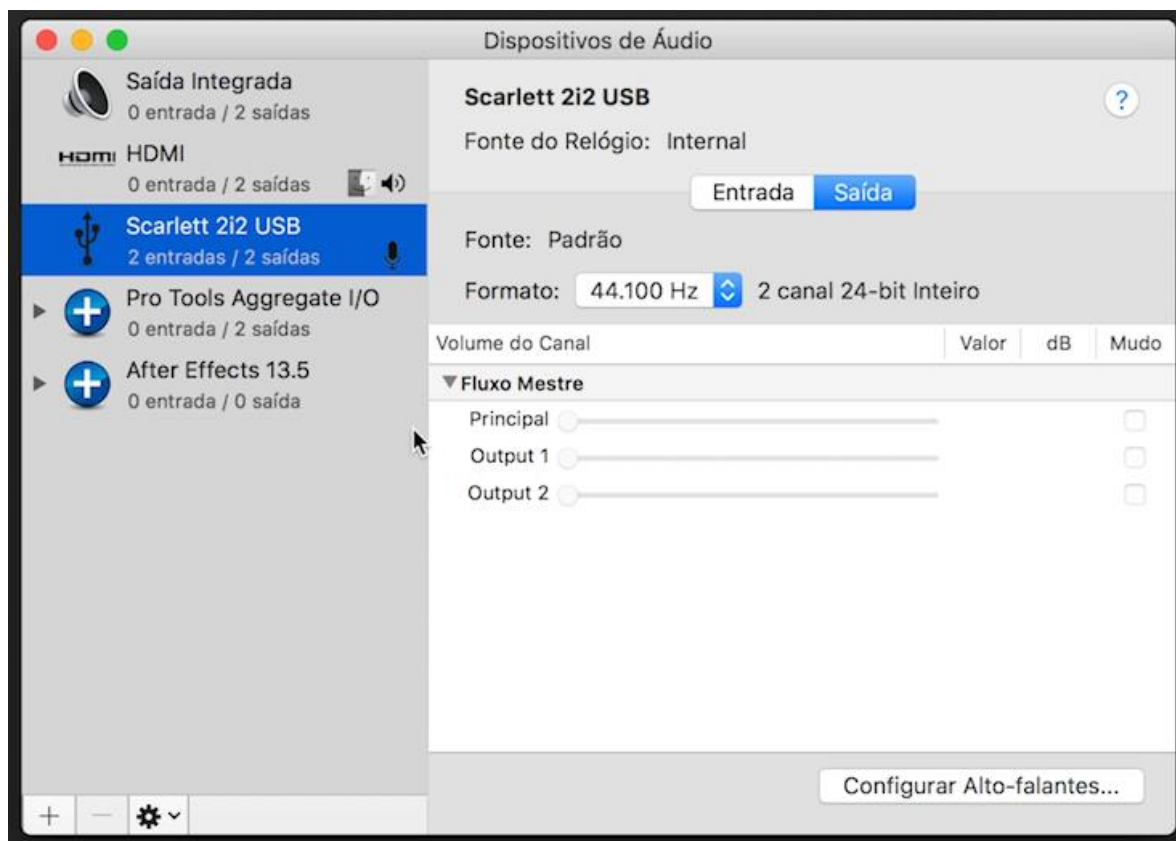 Dispositivos de Áudio
Saída Integrada
0 entrada / 2 saídas
HDMI HDMI
0 entrada / 2 saídas
Scarlett 2i2 USB
2 entradas / 2 saídas
Pro Tools Aggregate I/O
0 entrada / 2 saídas
After Effects 13.5
0 entrada / 0 saída
Scarlett 2i2 USB
?
Fonte do Relógio: Internal
Entrada Saída
Fonte: Padrão
Formato: 44.100 Hz 2 canal 24-bit Inteiro
Volume do Canal Valor dB Mudo
Fluxo Mestre
Principal
Output 1
Output 2
Configurar Alto-falantes...